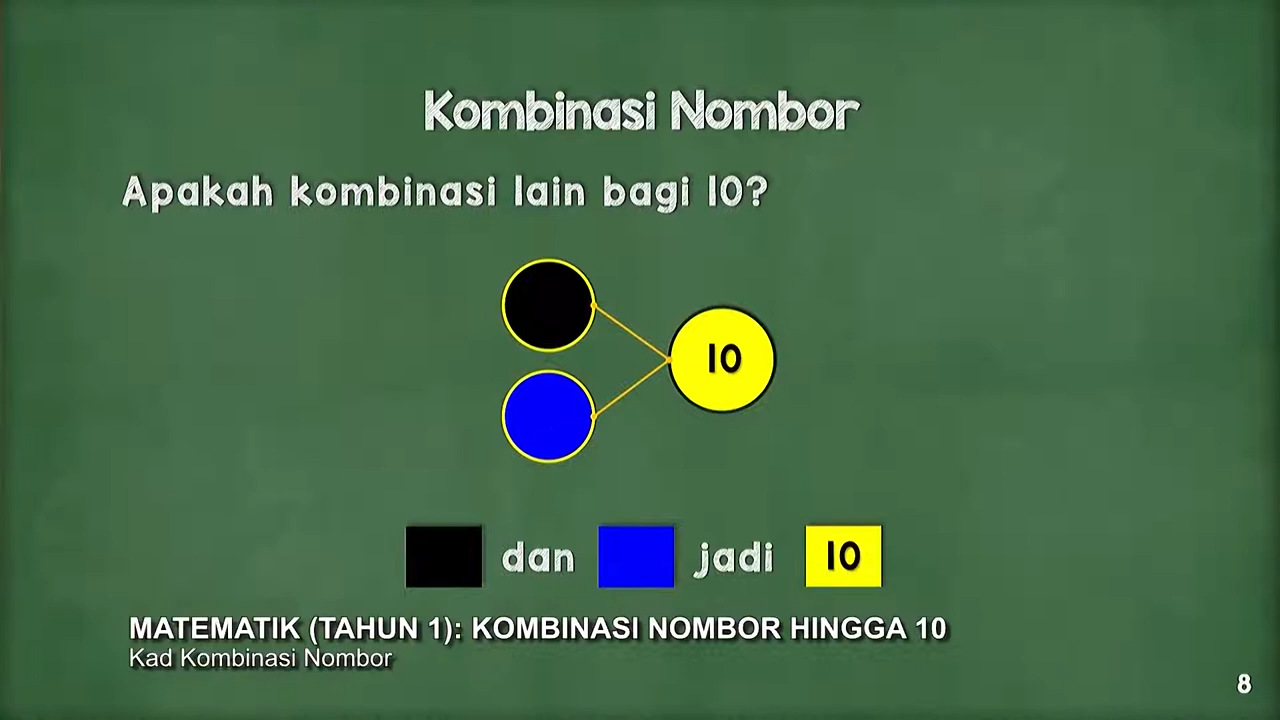 Kombinasi Nombor
Apakah kombinasi lain bagi 10?
10
dan jadi 10
MATEMATIK (TAHUN 1): KOMBINASI NOMBOR HINGGA 10
Kad Kombinasi Nombor
8